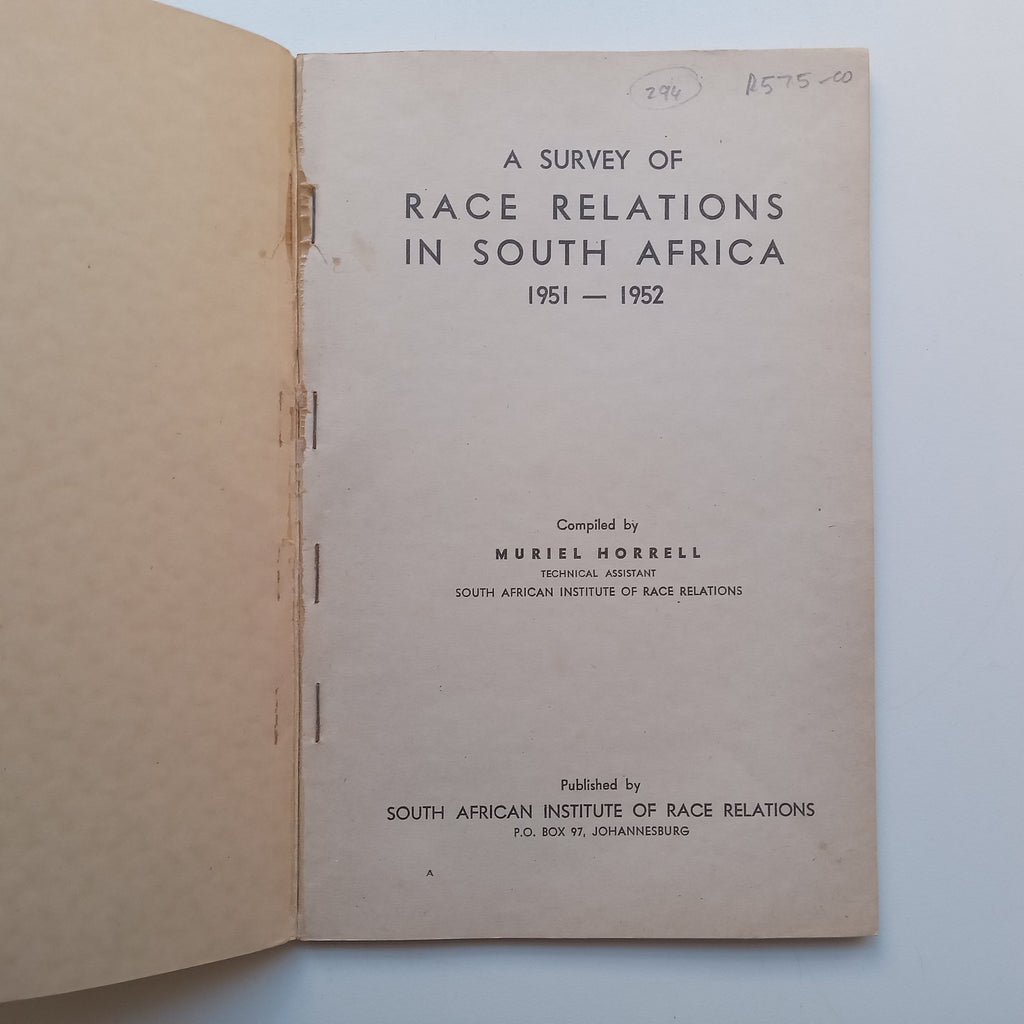 294 R575-00
A SURVEY OF
RACE RELATIONS
IN SOUTH AFRICA
1951 — 1952
Compiled by
MURIEL HORRELL
TECHNICAL ASSISTANT
SOUTH AFRICAN INSTITUTE OF RACE RELATIONS
Published by
SOUTH AFRICAN INSTITUTE OF RACE RELATIONS
P.O. BOX 97, JOHANNESBURG
A